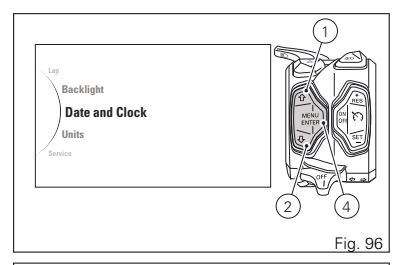 1
Lap
Backlight
Date and Clock
Units
Service
MENU
ENTER
ON
OFF
+
RES
SET
−
OFF
2
4
Fig. 96